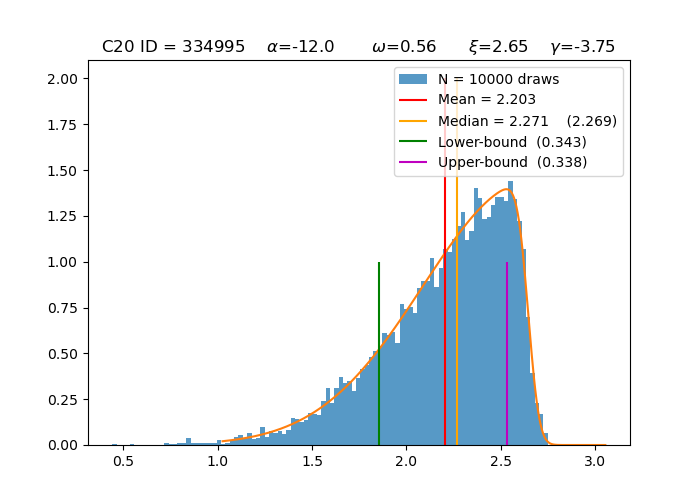 C20 ID = 334995 α=-12.0 ω=0.56 ξ=2.65 γ=-3.75
N = 10000 draws
Mean = 2.203
Median = 2.271 (2.269)
Lower-bound (0.343)
Upper-bound (0.338)
2.00
1.75
1.50
1.25
1.00
0.75
0.50
0.25
0.00
0.5 1.0 1.5 2.0 2.5 3.0